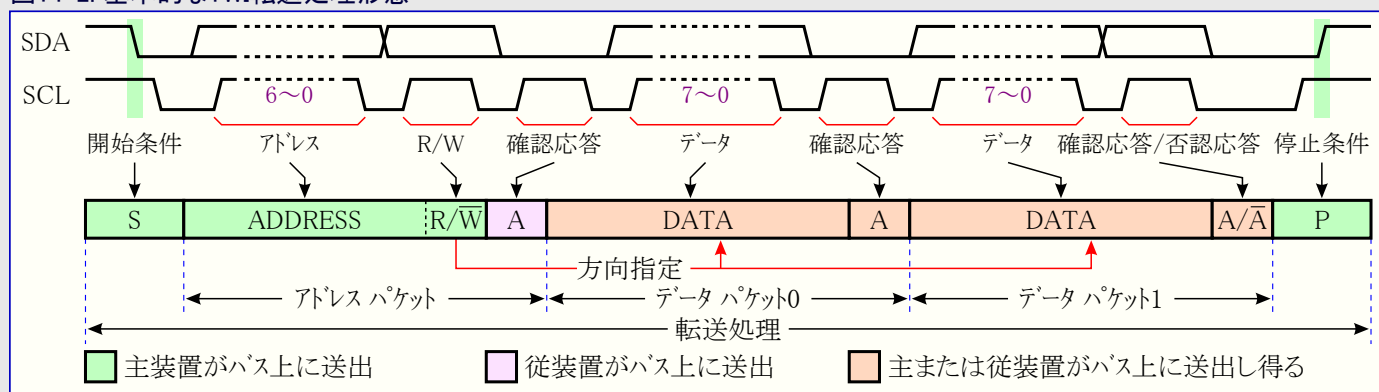 SDA
SCL
6～0 7～0 7～0
開始条件 アドレス R/W 確認応答 データ 確認応答 データ 確認応答/否認応答 停止条件
S ADDRESS R/W̅ A DATA A DATA A/A̅ P
方向指定
アドレス パケット データ パケット0 データ パケット1
転送処理
主装置がバス上に送出 従装置がバス上に送出 主または従装置がバス上に送出し得る